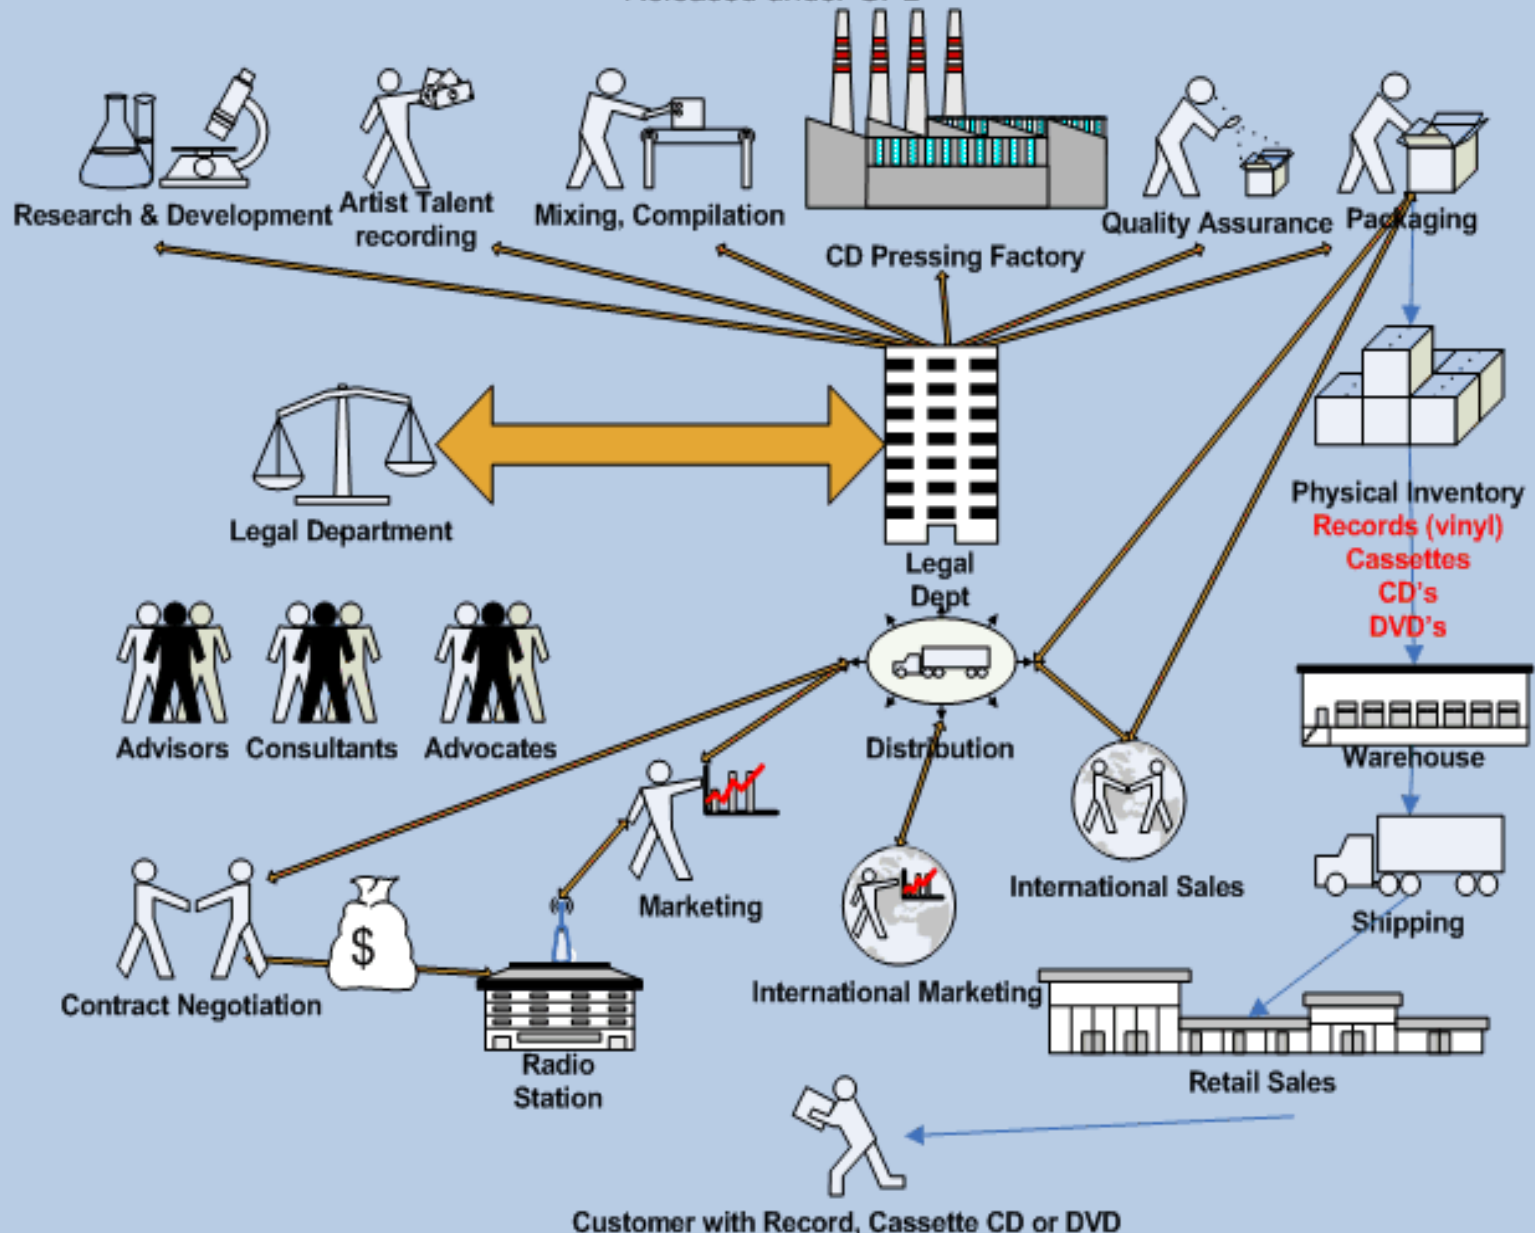 Research & Development
Artist Talent
recording
Mixing, Compilation
CD Pressing Factory
Quality Assurance
Packaging
Legal Department
Legal
Dept
Physical Inventory
Records (vinyl)
Cassettes
CD's
DVD's
Advisors
Consultants
Advocates
Distribution
Warehouse
Marketing
International Sales
Shipping
$
Contract Negotiation
International Marketing
Radio
Station
Retail Sales
Customer with Record, Cassette CD or DVD